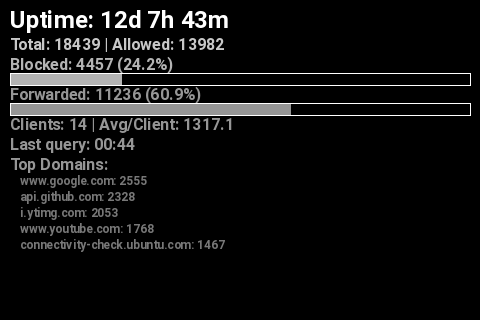 Uptime: 12d 7h 43m
Total: 18439 | Allowed: 13982
Blocked: 4457 (24.2%)
Forwarded: 11236 (60.9%)
Clients: 14 | Avg/Client: 1317.1
Last query: 00:44
Top Domains:
www.google.com: 2555
api.github.com: 2328
i.ytimg.com: 2053
www.youtube.com: 1768
connectivity-check.ubuntu.com: 1467